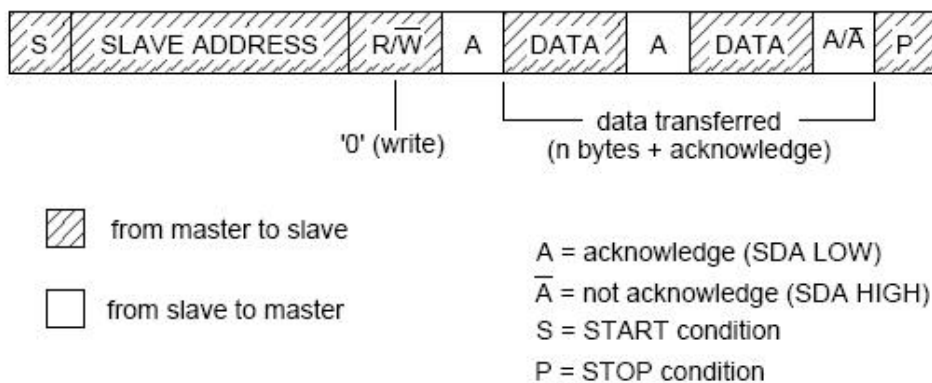 S SLAVE ADDRESS R/W̅ A DATA A DATA A/A̅ P
'0' (write)
data transferred
(n bytes + acknowledge)
from master to slave
from slave to master
A = acknowledge (SDA LOW)
A̅ = not acknowledge (SDA HIGH)
S = START condition
P = STOP condition